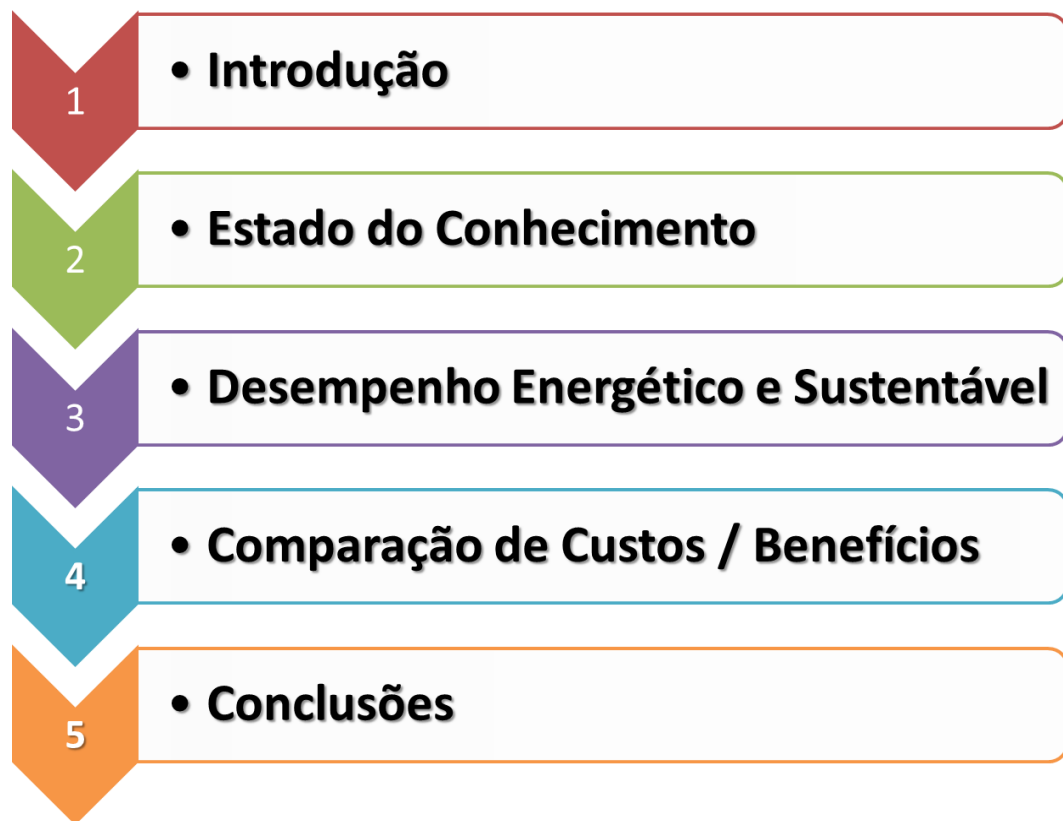 1
• Introdução
2
• Estado do Conhecimento
3
• Desempenho Energético e Sustentável
4
• Comparação de Custos / Benefícios
5
• Conclusões